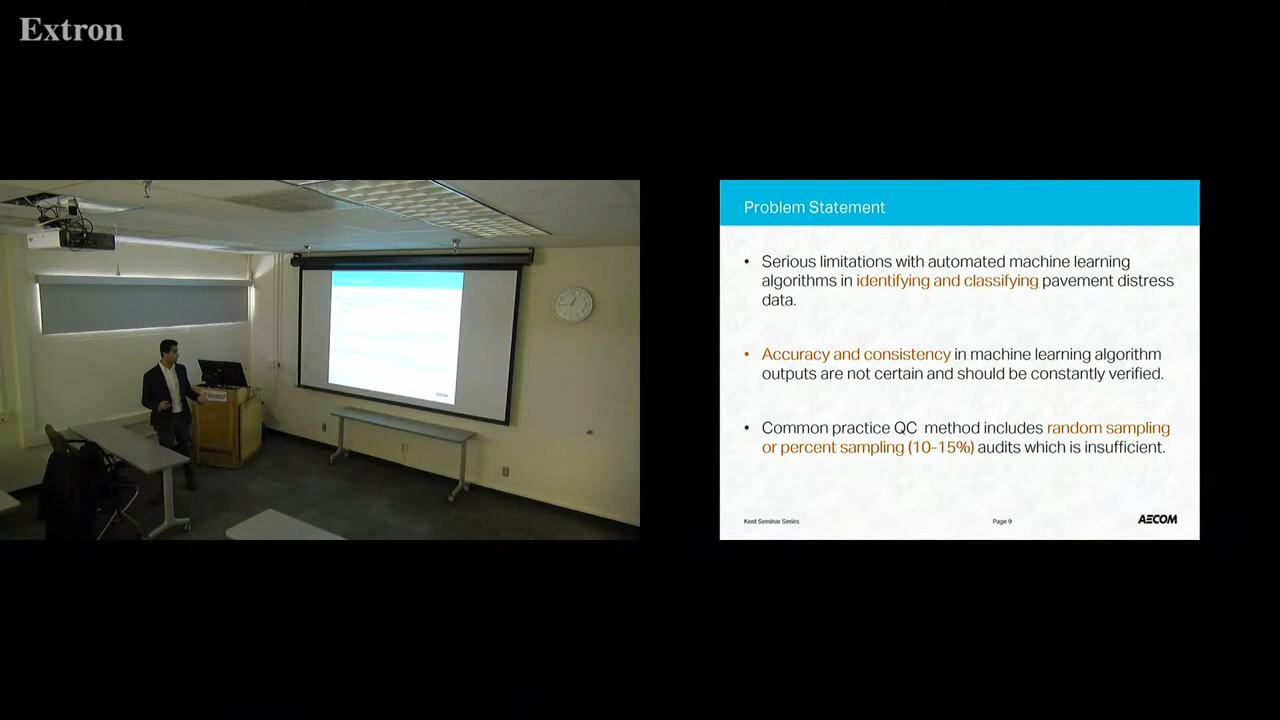 Extron
Problem Statement
• Serious limitations with automated machine learning
algorithms in identifying and classifying pavement distress
data.
• Accuracy and consistency in machine learning algorithm
outputs are not certain and should be constantly verified.
• Common practice QC method includes random sampling
or percent sampling (10-15%) audits which is insufficient.
Kent Seminar Series
Page 9
AECOM